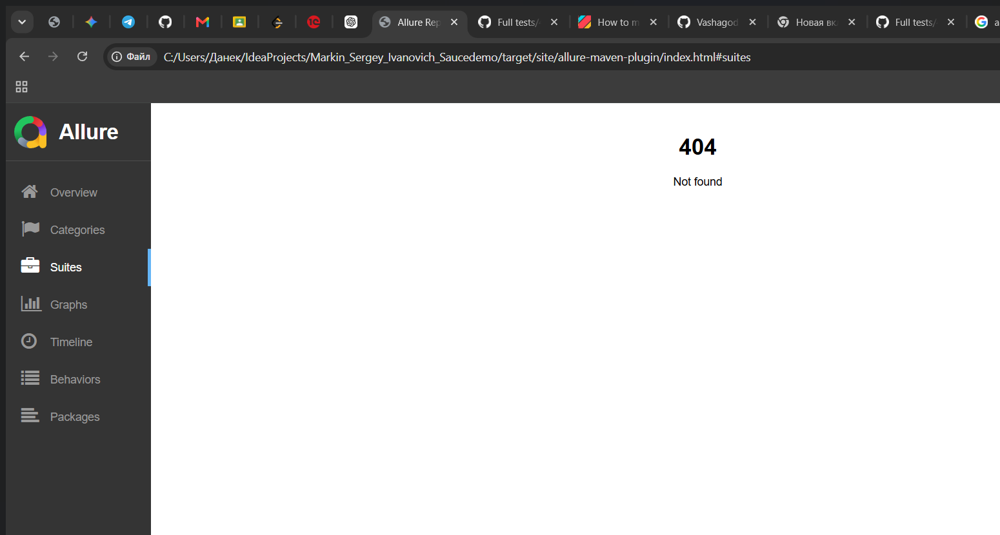 Allure Rep
Full tests/
How to m
Vashagod
Новая вк
Full tests/
a
Файл
C:/Users/Данек/IdeaProjects/Markin_Sergey_Ivanovich_Saucedemo/target/site/allure-maven-plugin/index.html#suites
Allure
404
Not found
Overview
Categories
Suites
Graphs
Timeline
Behaviors
Packages